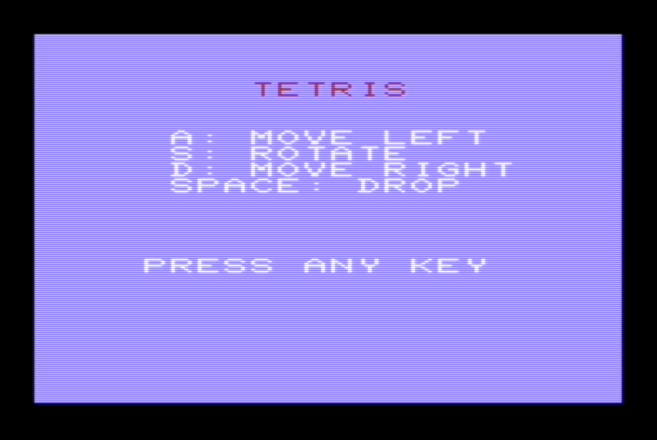 TETRIS
A: MOVE LEFT
S: ROTATE
D: MOVE RIGHT
SPACE: DROP
PRESS ANY KEY